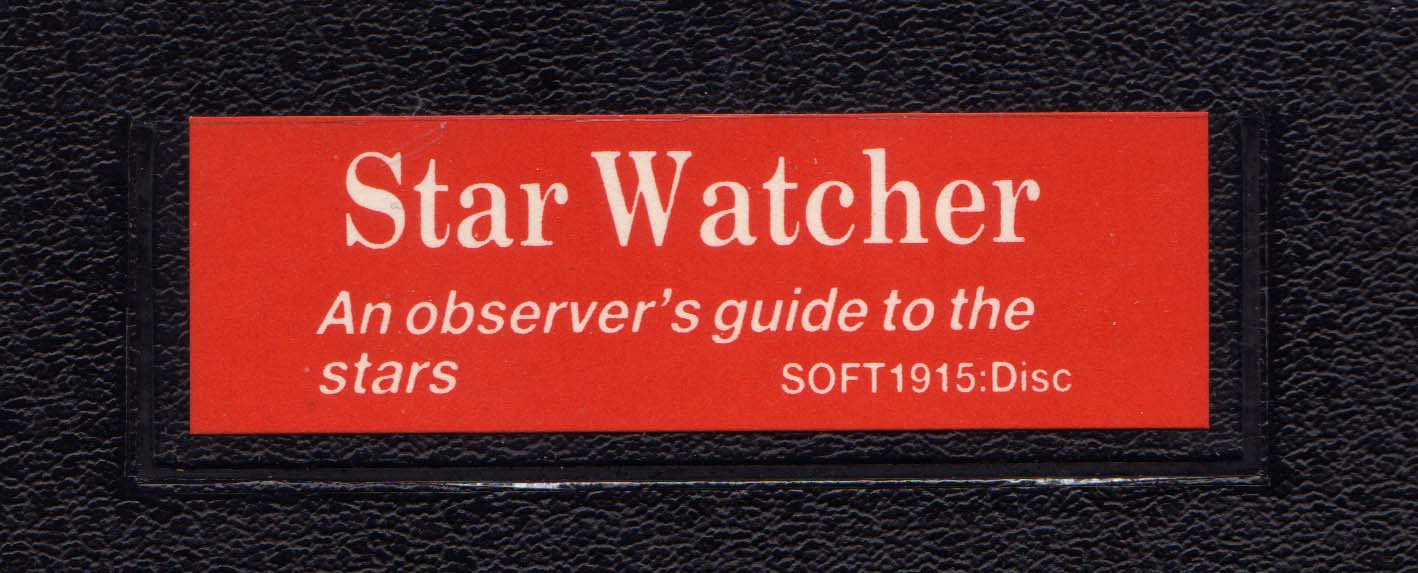 Star Watcher
An observer's guide to the
stars SOFT1915:Disc